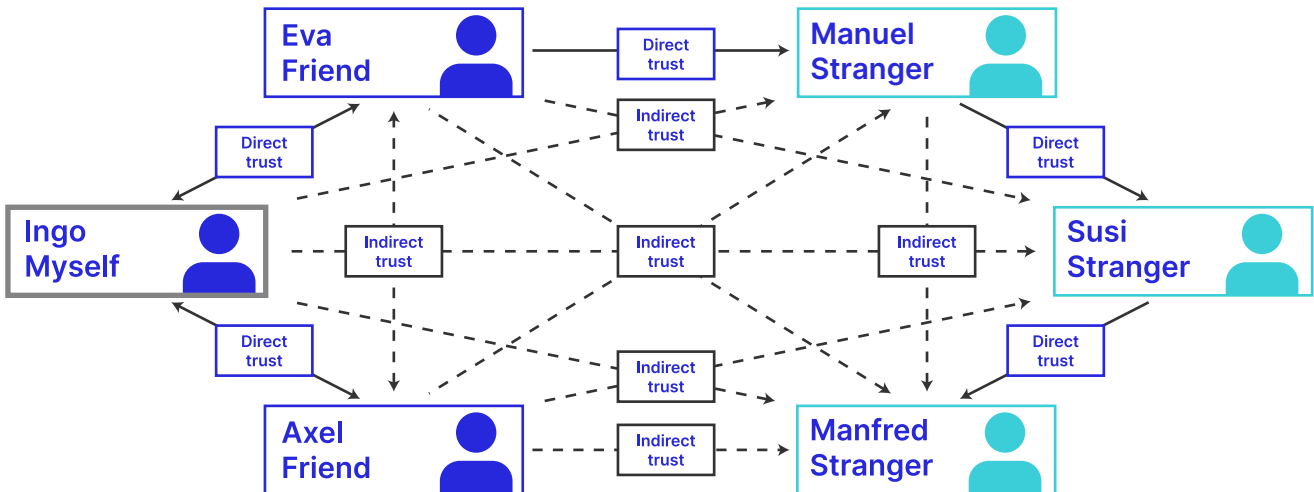 Eva
Friend
Direct
trust
Manuel
Stranger
Indirect
trust
Direct
trust
Direct
trust
Ingo
Myself
Indirect
trust
Indirect
trust
Indirect
trust
Susi
Stranger
Direct
trust
Direct
trust
Indirect
trust
Axel
Friend
Indirect
trust
Manfred
Stranger